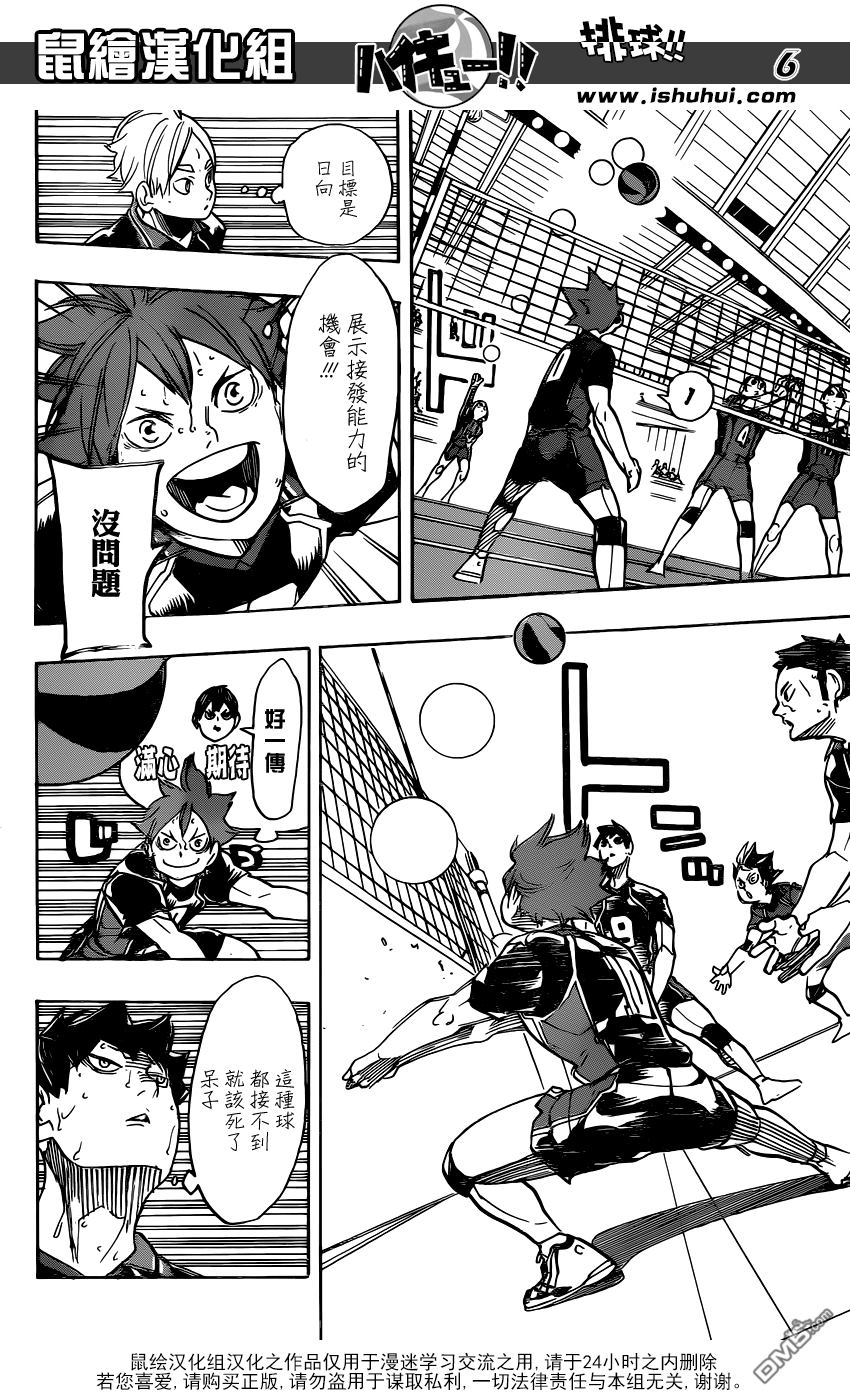 鼠繪漢化組
ハイキュー!!
排球!!
6
www.ishuhui.com
1
4
目標是
日向
展示接發能力的
機會!!!
沒問題
9
好一傳
滿心 期待
這種球
都接不到
就該死了
呆子
鼠绘汉化组汉化之作品仅用于漫迷学习交流之用, 请于24小时之内删除
若您喜爱, 请购买正版, 请勿盗用于谋取私利, 一切法律责任与本组无关, 谢谢.
DMB.com